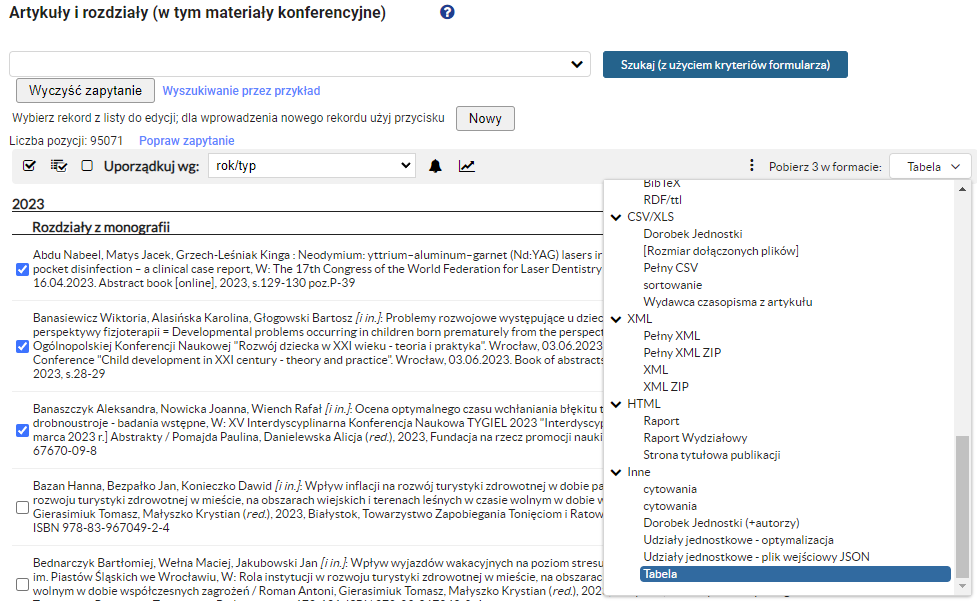 Artykuły i rozdziały (w tym materiały konferencyjne)
Szukaj (z użyciem kryteriów formularza)
Wyczyść zapytanie Wyszukiwanie przez przykład
Wybierz rekord z listy do edycji; dla wprowadzenia nowego rekordu użyj przycisku Nowy
Liczba pozycji: 95071 Popraw zapytanie
Uporządkuj wg: rok/typ Pobierz 3 w formacie: Tabela
2023
Rozdziały z monografii
Abdu Nabeel, Matys Jacek, Grzech-Leśniak Kinga : Neodymium: yttrium–aluminum–garnet (Nd:YAG) lasers in
pocket disinfection – a clinical case report, W: The 17th Congress of the World Federation for Laser Dentistry
16.04.2023. Abstract book [online], 2023, s.129-130 poz.P-39
Banasiewicz Wiktoria, Alasińska Karolina, Głogowski Bartosz [i in.]: Problemy rozwojowe występujące u dziec
perspektywy fizjoterapii = Developmental problems occurring in children born prematurely from the perspect
Ogólnopolskiej Konferencji Naukowej "Rozwój dziecka w XXI wieku - teoria i praktyka". Wrocław, 03.06.2023
Conference "Child development in XXI century - theory and practice". Wrocław, 03.06.2023. Book of abstracts
2023, s.28-29
Banaszczyk Aleksandra, Nowicka Joanna, Wiench Rafał [i in.]: Ocena optymalnego czasu wchłaniania błękitu t
drobnoustroje - badania wstępne, W: XV Interdyscyplinarna Konferencja Naukowa TYGIEL 2023 "Interdyscyp
marca 2023 r.] Abstrakty / Pomajda Paulina, Danielewska Alicja (red.), 2023, Fundacja na rzecz promocji nauki
67670-09-8
Bazan Hanna, Bezpałko Jan, Konieczko Dawid [i in.]: Wpływ inflacji na rozwój turystyki zdrowotnej w dobie pa
rozwoju turystyki zdrowotnej w mieście, na obszarach wiejskich i terenach leśnych w czasie wolnym w dobie w
Gierasimiuk Tomasz, Małyszko Krystian (red.), 2023, Białystok, Towarzystwo Zapobiegania Tonięciom i Ratow
ISBN 978-83-967049-2-4
Bednarczyk Bartłomiej, Wełna Maciej, Jakubowski Jan [i in.]: Wpływ wyjazdów wakacyjnych na poziom stresu
im. Piastów Śląskich we Wrocławiu, W: Rola instytucji w rozwoju turystyki zdrowotnej w mieście, na obszarac
wolnym w dobie współczesnych zagrożeń / Roman Antoni, Gierasimiuk Tomasz, Małyszko Krystian (red.), 202
BibTeX
RDF/ttl
CSV/XLS
Dorobek Jednostki
[Rozmiar dołączonych plików]
Pełny CSV
sortowanie
Wydawca czasopisma z artykułu
XML
Pełny XML
Pełny XML ZIP
XML
XML ZIP
HTML
Raport
Raport Wydziałowy
Strona tytułowa publikacji
Inne
cytowania
cytowania
Dorobek Jednostki (+autorzy)
Udziały jednostkowe - optymalizacja
Udziały jednostkowe - plik wejściowy JSON
Tabela